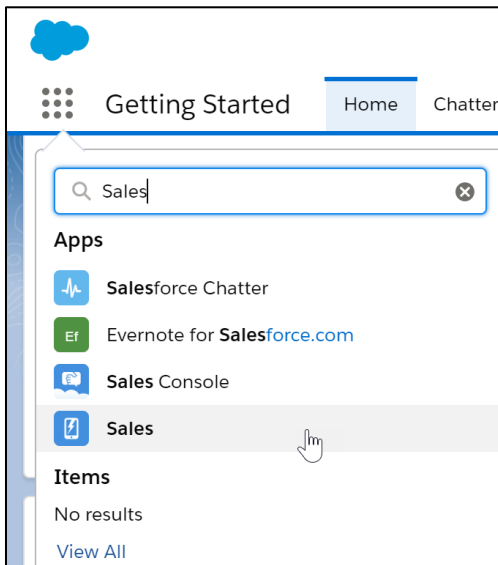 Getting Started Home Chatter
Sales
Apps
Salesforce Chatter
Ef Evernote for Salesforce.com
Sales Console
Sales
Items
No results
View All